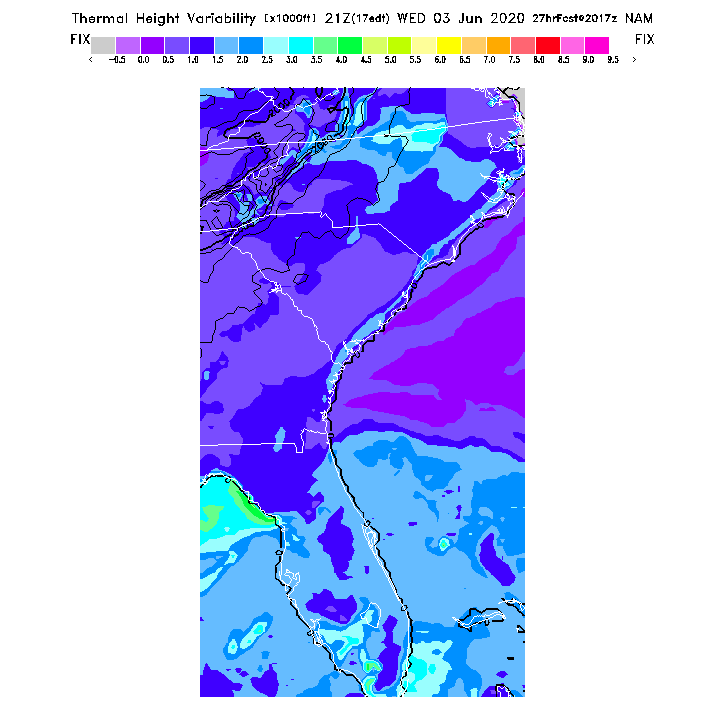 Thermal Height Variability [x1000ft] 21Z(17edt) WED 03 Jun 2020 27hrFcst@2017z NAM
FIX FIX
< -0.5 0.0 0.5 1.0 1.5 2.0 2.5 3.0 3.5 4.0 4.5 5.0 5.5 6.0 6.5 7.0 7.5 8.0 8.5 9.0 9.5 >